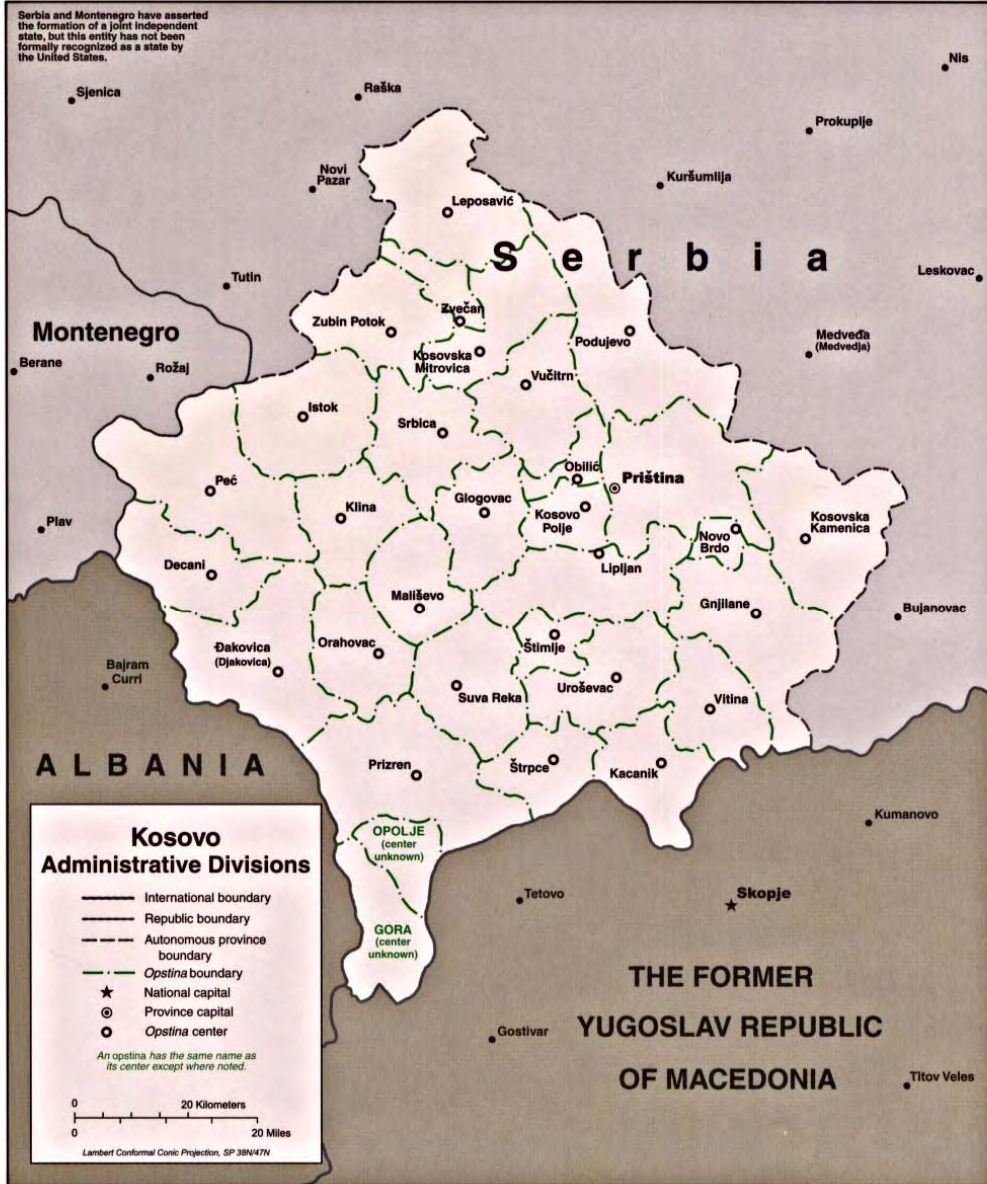 Serbia and Montenegro have asserted
the formation of a joint independent
state, but this entity has not been
formally recognized as a state by
the United States.
Nis
Sjenica
Raška
Prokuplje
Novi
Pazar
Kuršumlija
Leposavić
Serbia
Leskovac
Tutin
Zvečan
Zubin Potok
Montenegro
Podujevo
Medveđa
(Medvedja)
Kosovska
Mitrovica
Berane
Rožaj
Vučitrn
Istok
Srbica
Obilić
Priština
Peć
Glogovac
Klina
Kosovo
Polje
Kosovska
Kamenica
Plav
Novo
Brdo
Decani
Lipljan
Mališevo
Gnjilane
Bujanovac
Đakovica
(Djakovica)
Orahovac
Štimlje
Bajram
Curri
Uroševac
Suva Reka
Vitina
ALBANIA
Prizren
Štrpce
Kacanik
Kumanovo
OPOLJE
(center
unknown)
Tetovo
Skopje
GORA
(center
unknown)
THE FORMER
YUGOSLAV REPUBLIC
OF MACEDONIA
Gostivar
Titov Veles
Kosovo
Administrative Divisions
International boundary
Republic boundary
Autonomous province
boundary
Opstina boundary
National capital
Province capital
Opstina center
An opstina has the same name as
its center except where noted.
0 20 Kilometers
0 20 Miles
Lambert Conformal Conic Projection, SP 38N/47N